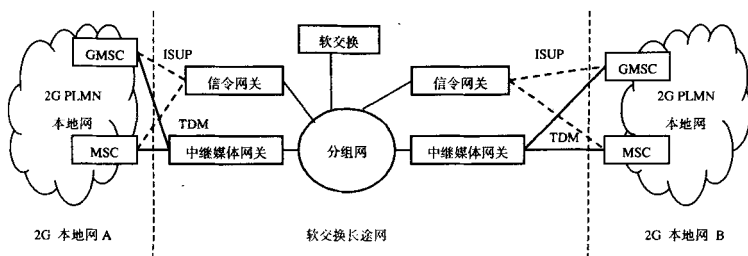 软交换
ISUP
ISUP
GMSC
信令网关
信令网关
GMSC
2G PLMN
本地网
2G PLMN
本地网
TDM
TDM
MSC
中继媒体网关
分组网
中继媒体网关
MSC
2G 本地网 A
软交换长途网
2G 本地网 B